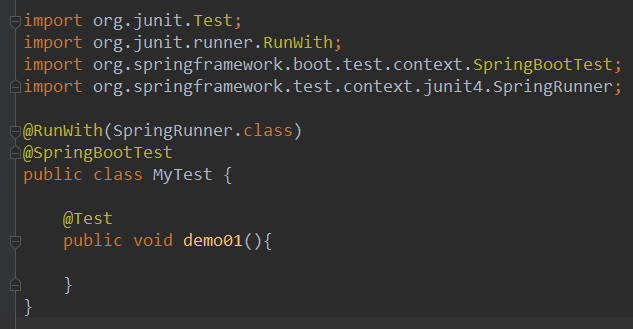 import org.junit.Test;
import org.junit.runner.RunWith;
import org.springframework.boot.test.context.SpringBootTest;
import org.springframework.test.context.junit4.SpringRunner;
@RunWith(SpringRunner.class)
@SpringBootTest
public class MyTest {
@Test
public void demo01(){
}
}